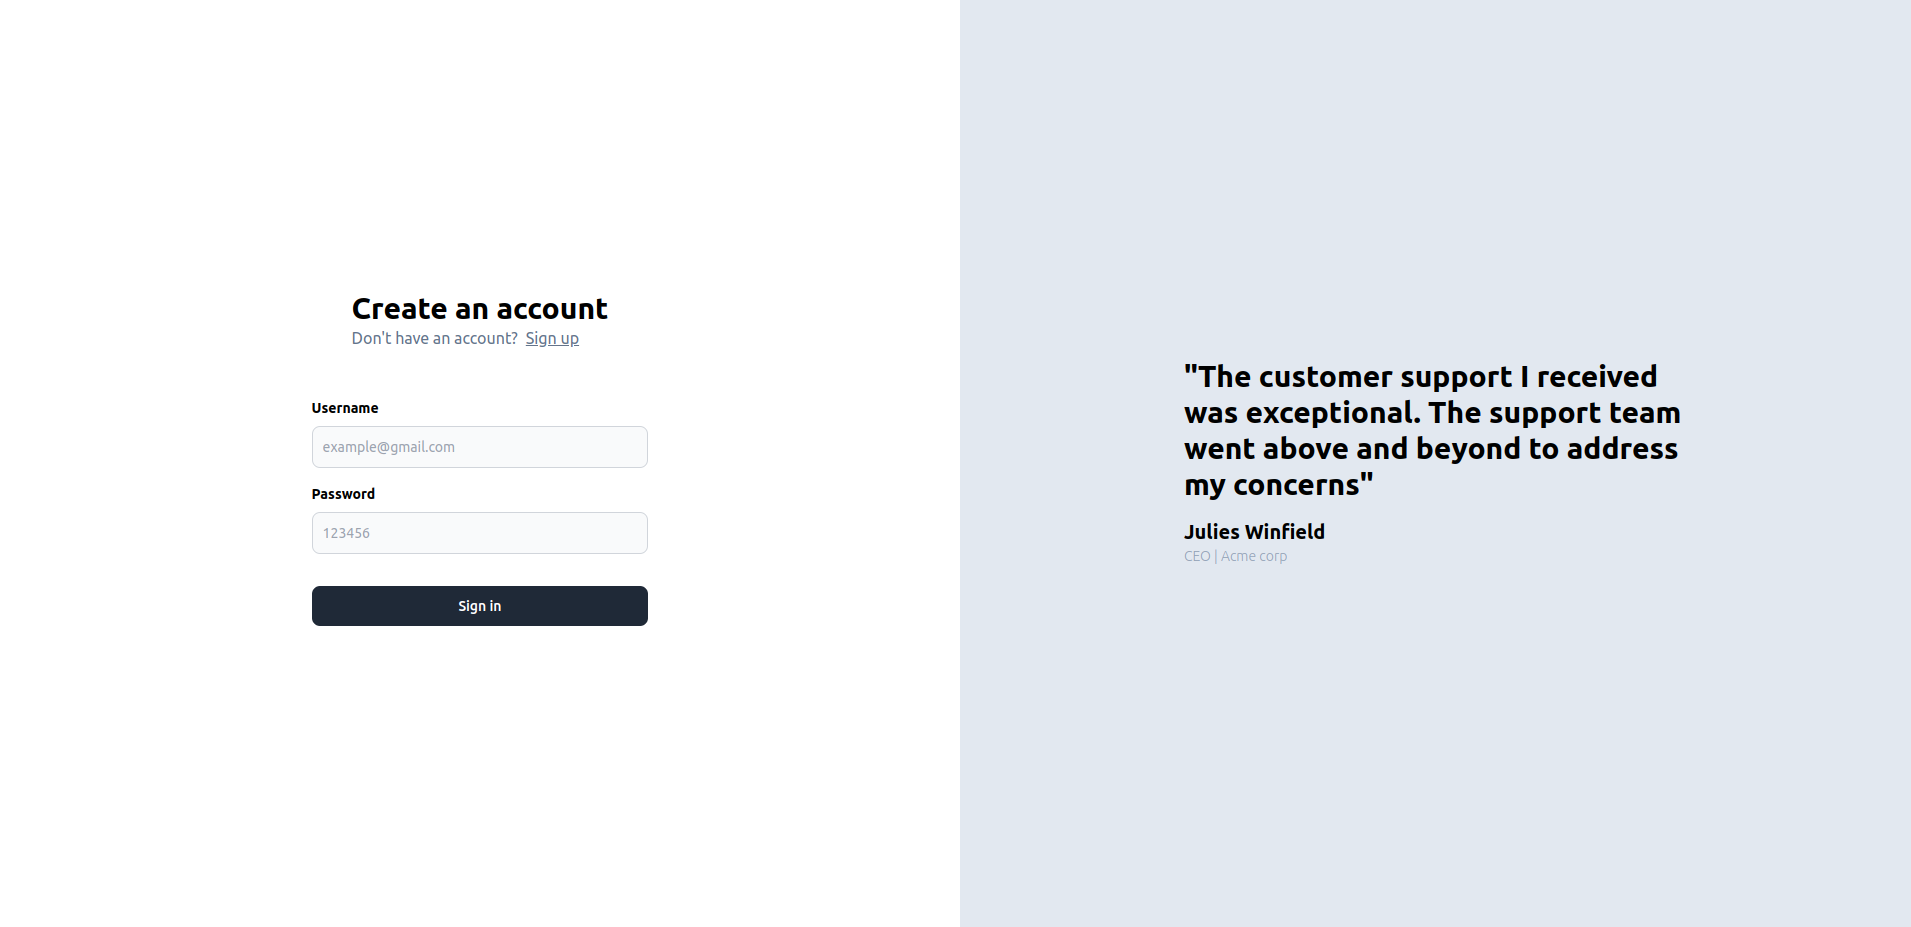 Create an account
Don't have an account? Sign up
Username
example@gmail.com
Password
123456
Sign in
"The customer support I received
was exceptional. The support team
went above and beyond to address
my concerns"
Julies Winfield
CEO | Acme corp